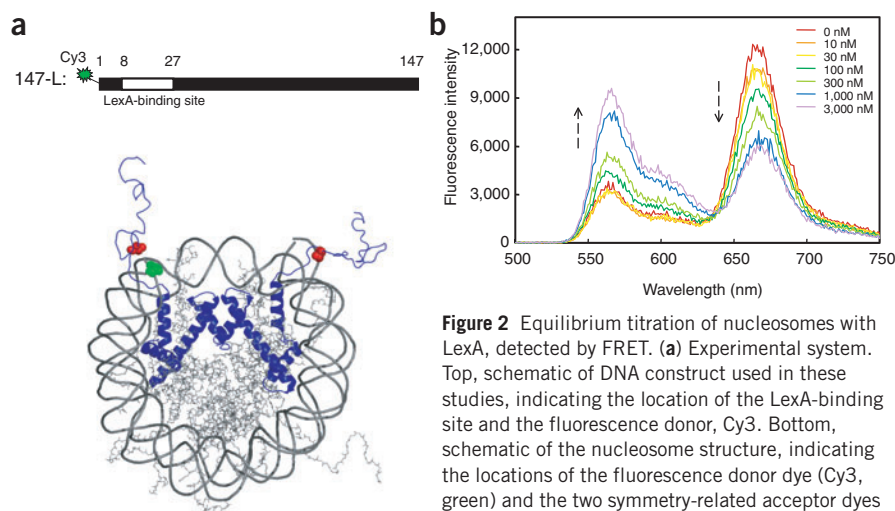 a
Cy3
1 8 27 147
147-L:
LexA-binding site
b
12,000
9,000
6,000
3,000
0
Fluorescence intensity
0 nM
10 nM
30 nM
100 nM
300 nM
1,000 nM
3,000 nM
500 550 600 650 700 750
Wavelength (nm)
Figure 2 Equilibrium titration of nucleosomes with
LexA, detected by FRET. (a) Experimental system.
Top, schematic of DNA construct used in these
studies, indicating the location of the LexA-binding
site and the fluorescence donor, Cy3. Bottom,
schematic of the nucleosome structure, indicating
the locations of the fluorescence donor dye (Cy3,
green) and the two symmetry-related acceptor dyes